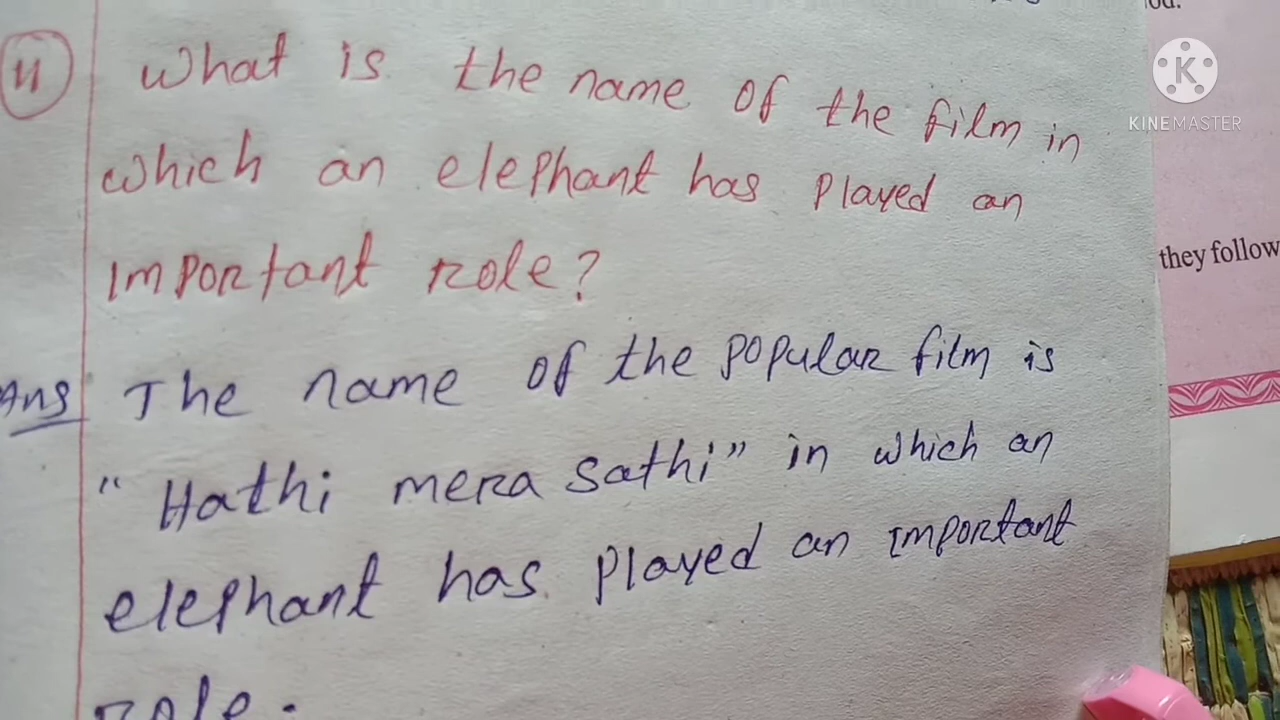 od.
K
KINEMASTER
11 What is the name of the film in
which an elephant has played an
important role?
they follow
Ans The name of the popular film is
"Hathi mera sathi" in which an
elephant has played an important
role.